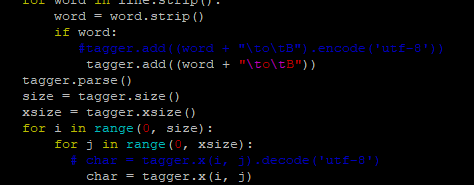 for word in line.strip():
    word = word.strip()
    if word:
        #tagger.add((word + "\to\tB").encode('utf-8'))
        tagger.add((word + "\to\tB"))
tagger.parse()
size = tagger.size()
xsize = tagger.xsize()
for i in range(0, size):
    for j in range(0, xsize):
        # char = tagger.x(i, j).decode('utf-8')
        char = tagger.x(i, j)